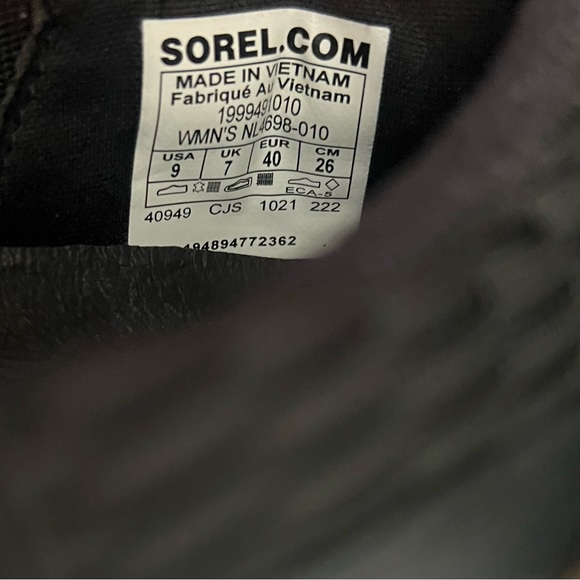 SOREL.COM
MADE IN VIETNAM
Fabriqué Au Vietnam
1999491010
WMN'S NL4698-010
USA UK EUR CM
9 7 40 26
ECA-5
40949 CJS 1021 222
194894772362